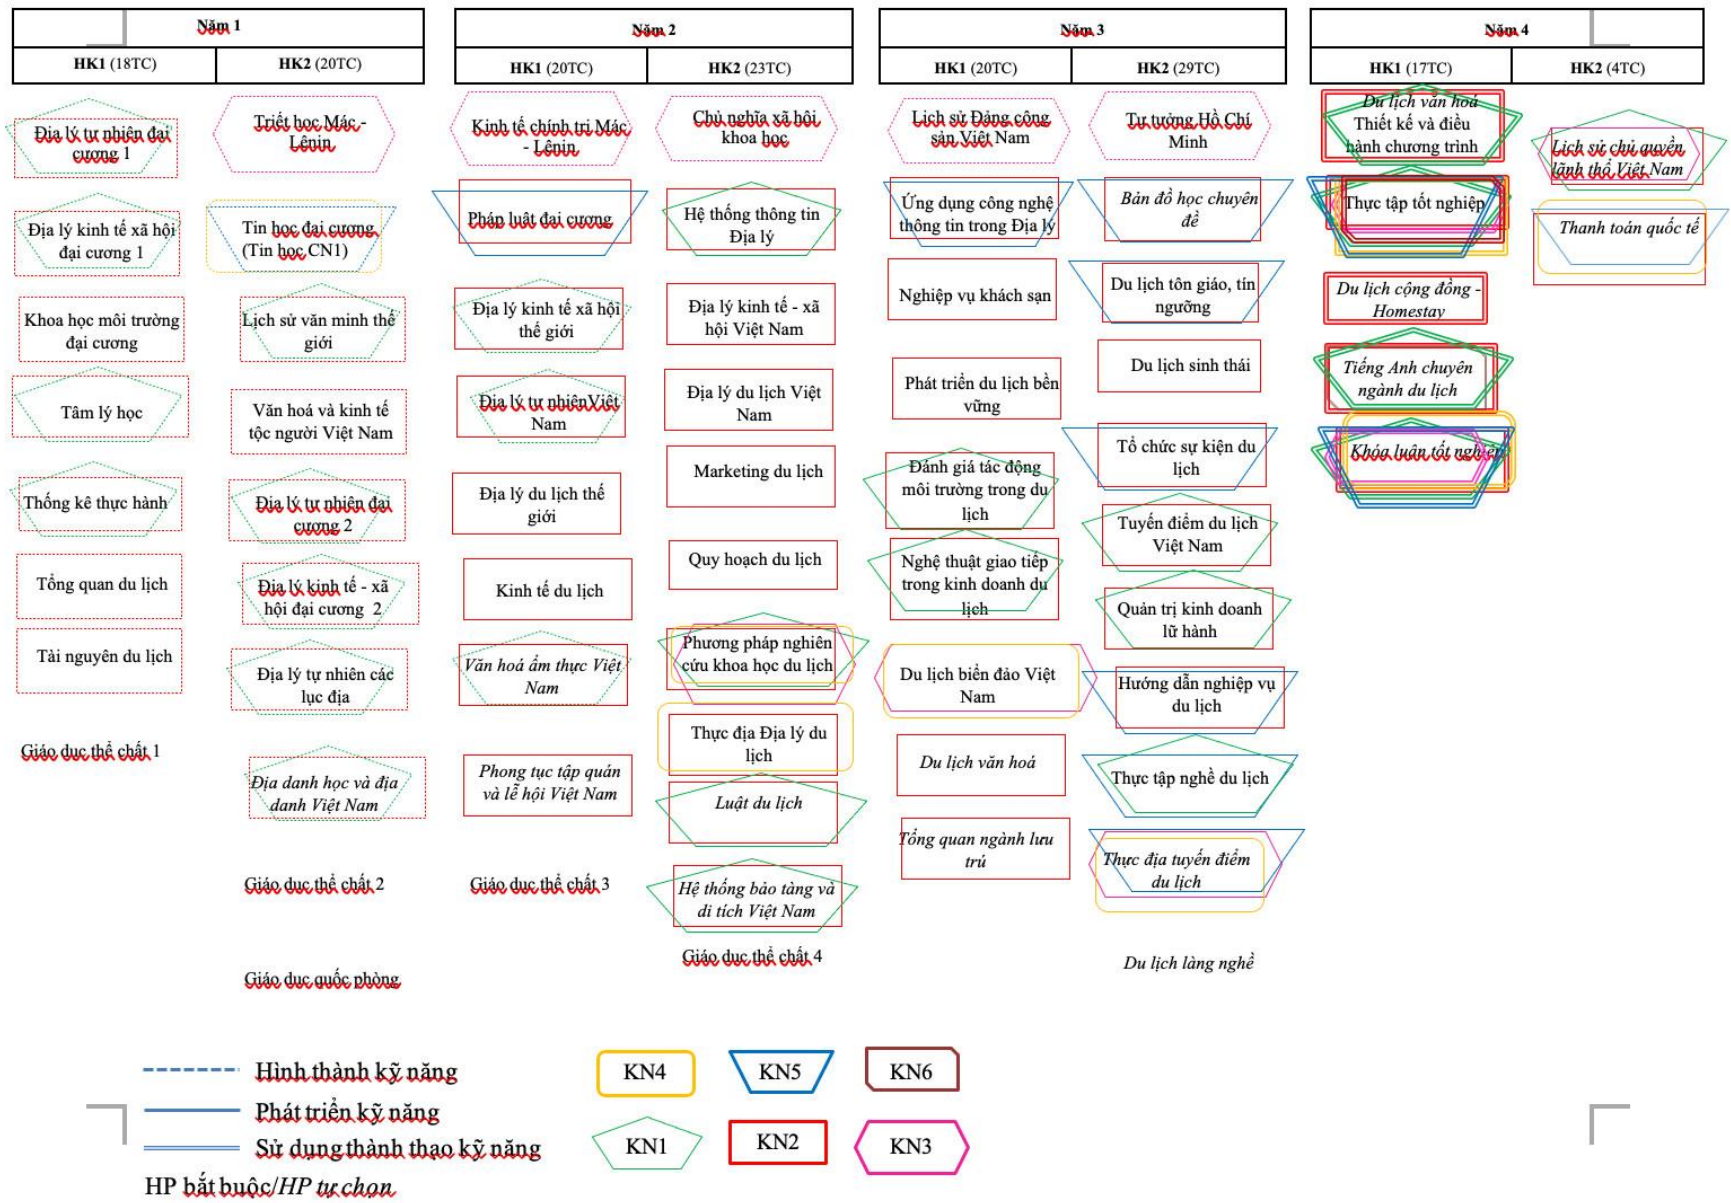 Năm 1
HK1 (18TC)
HK2 (20TC)
Địa lý tự nhiên đại
cương 1
Địa lý kinh tế xã hội
đại cương 1
Khoa học môi trường
đại cương
Tâm lý học
Thống kê thực hành
Tổng quan du lịch
Tài nguyên du lịch
Giáo dục thể chất 1
Triết học Mác -
Lênin
Tin học đại cương
(Tin học CN1)
Lịch sử văn minh thế
giới
Văn hoá và kinh tế
tộc người Việt Nam
Địa lý tự nhiên đại
cương 2
Địa lý kinh tế - xã
hội đại cương 2
Địa lý tự nhiên các
lục địa
Địa danh học và địa
danh Việt Nam
Giáo dục thể chất 2
Giáo dục quốc phòng
Năm 2
HK1 (20TC)
HK2 (23TC)
Kinh tế chính trị Mác
- Lênin
Pháp luật đại cương
Địa lý kinh tế xã hội
thế giới
Địa lý tự nhiênViệt
Nam
Địa lý du lịch thế
giới
Kinh tế du lịch
Văn hoá ẩm thực Việt
Nam
Phong tục tập quán
và lễ hội Việt Nam
Giáo dục thể chất 3
Chủ nghĩa xã hội
khoa học
Hệ thống thông tin
Địa lý
Địa lý kinh tế - xã
hội Việt Nam
Địa lý du lịch Việt
Nam
Marketing du lịch
Quy hoạch du lịch
Phương pháp nghiên
cứu khoa học du lịch
Thực địa Địa lý du
lịch
Luật du lịch
Hệ thống bảo tàng và
di tích Việt Nam
Giáo dục thể chất 4
Năm 3
HK1 (20TC)
HK2 (29TC)
Lịch sử Đảng cộng
sản Việt Nam
Ứng dụng công nghệ
thông tin trong Địa lý
Nghiệp vụ khách sạn
Phát triển du lịch bền
vững
Đánh giá tác động
môi trường trong du
lịch
Nghệ thuật giao tiếp
trong kinh doanh du
lịch
Du lịch biển đảo Việt
Nam
Du lịch văn hoá
Tổng quan ngành lưu
trú
Tư tưởng Hồ Chí
Minh
Bản đồ học chuyên
đề
Du lịch tôn giáo, tín
ngưỡng
Du lịch sinh thái
Tổ chức sự kiện du
lịch
Tuyến điểm du lịch
Việt Nam
Quản trị kinh doanh
lữ hành
Hướng dẫn nghiệp vụ
du lịch
Thực tập nghề du lịch
Thực địa tuyến điểm
du lịch
Du lịch làng nghề
Năm 4
HK1 (17TC)
HK2 (4TC)
Du lịch văn hoá
Thiết kế và điều
hành chương trình
Thực tập tốt nghiệp
Du lịch cộng đồng -
Homestay
Tiếng Anh chuyên
ngành du lịch
Khóa luận tốt nghiệp
Lịch sử chủ quyền
lãnh thổ Việt Nam
Thanh toán quốc tế
Hình thành kỹ năng
Phát triển kỹ năng
Sử dụng thành thạo kỹ năng
HP bắt buộc/HP tự chọn
KN4
KN5
KN6
KN1
KN2
KN3